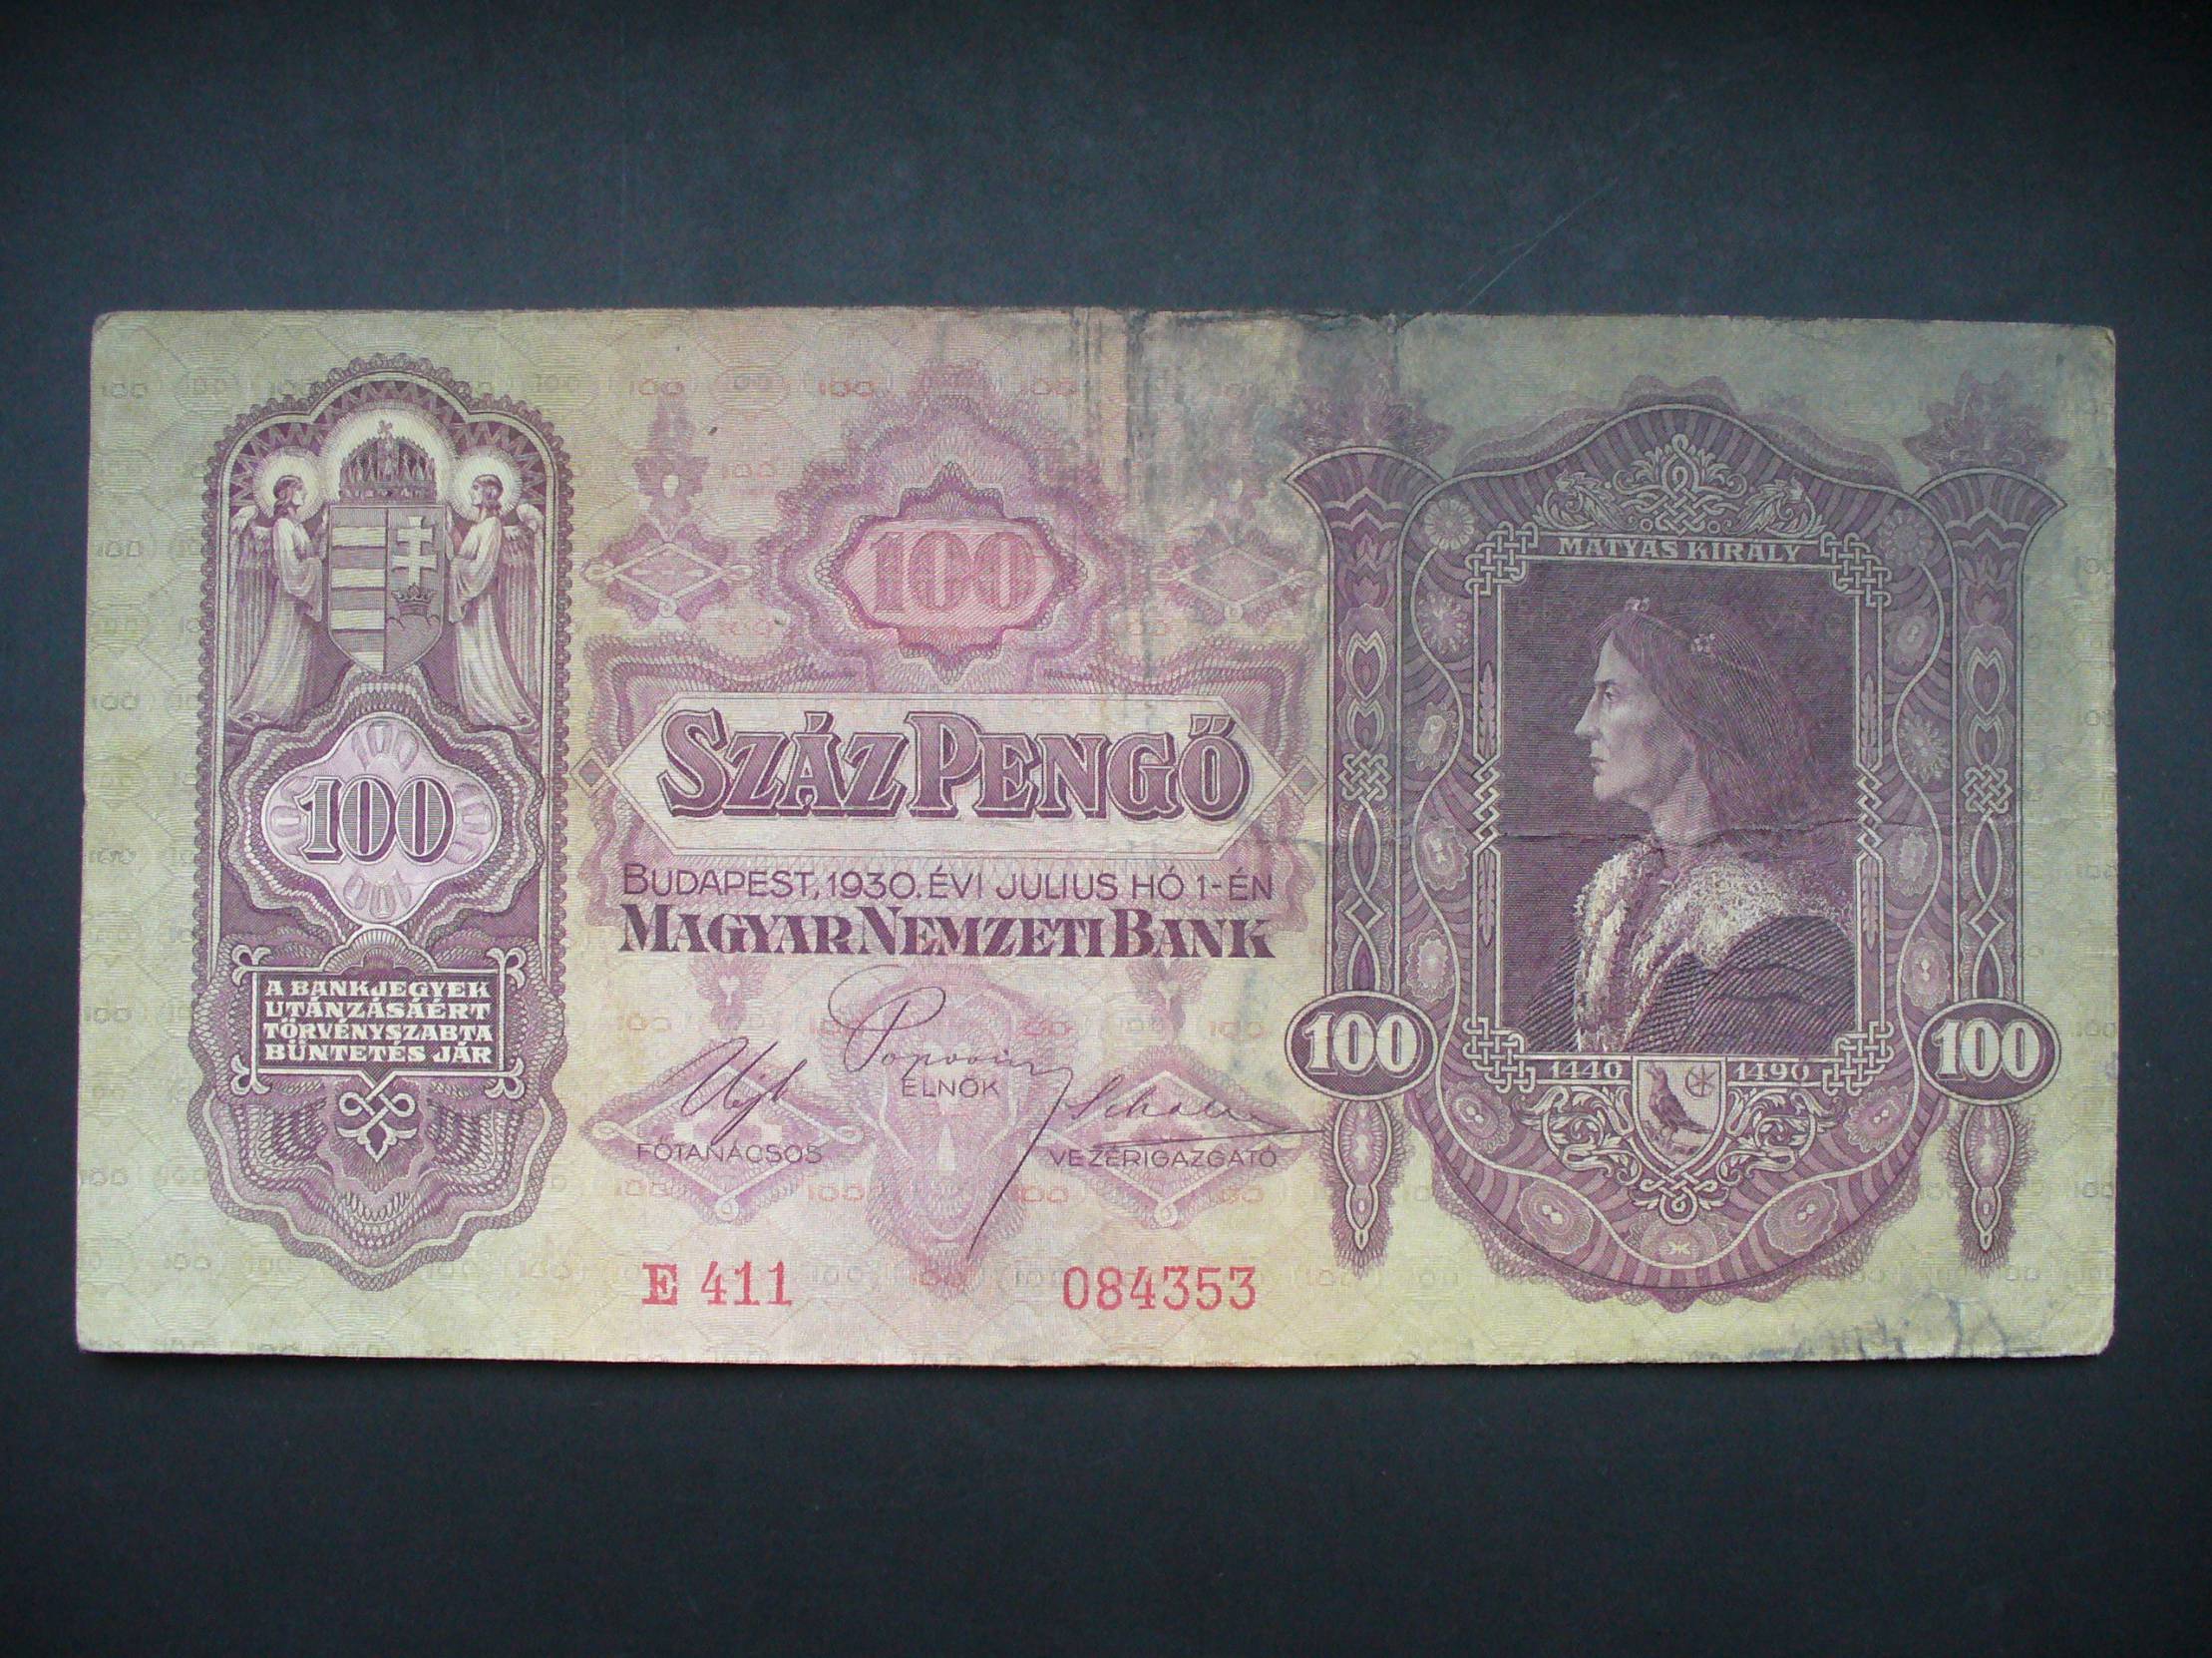 100
SZÁZ PENGŐ
BUDAPEST, 1930. ÉVI JULIUS HÓ 1-ÉN
MAGYAR NEMZETI BANK
100
A BANKJEGYEK
UTÁNZÁSÁÉRT
TÖRVÉNYSZABTA
BÜNTETÉS JÁR
ELNÖK
FŐTANÁCSOS
VEZÉRIGAZGATÓ
E 411
084353
MÁTYÁS KIRÁLY
100
1440 1490
100